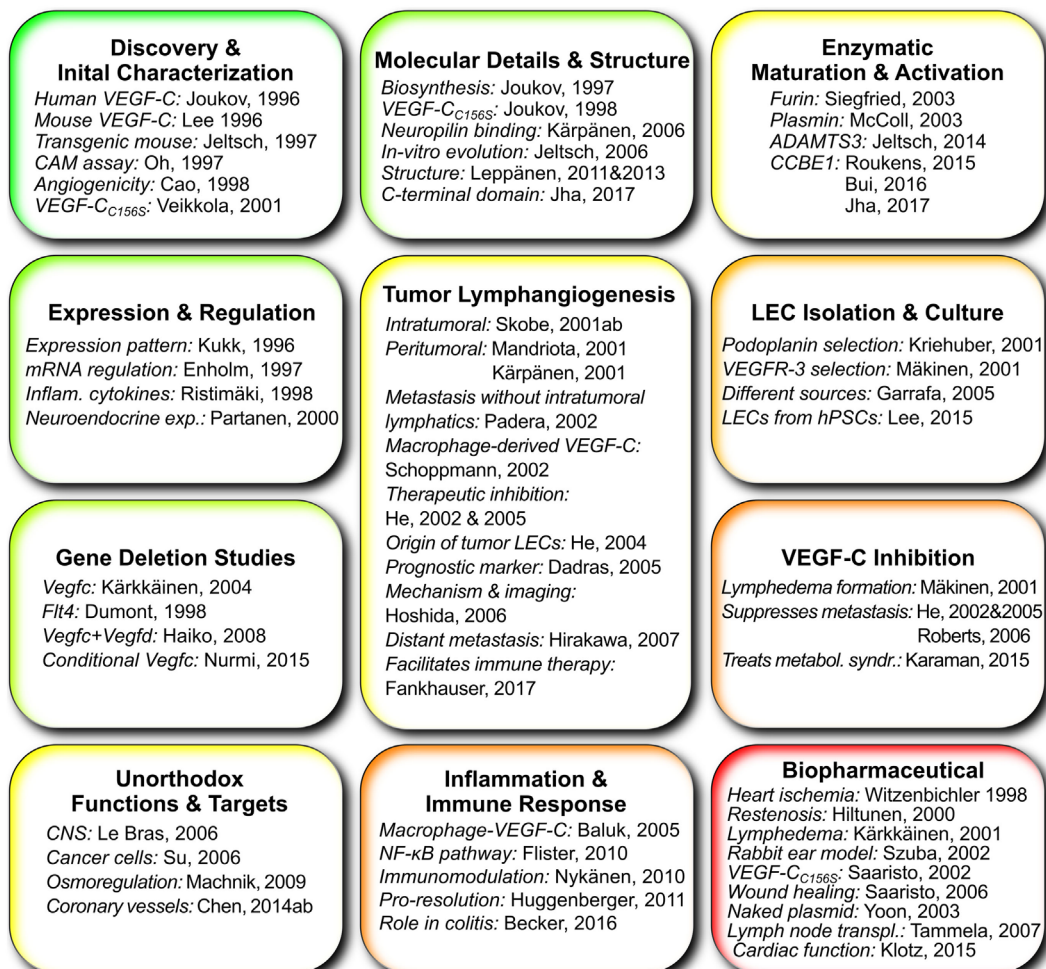 Discovery &
Inital Characterization
Human VEGF-C: Joukov, 1996
Mouse VEGF-C: Lee 1996
Transgenic mouse: Jeltsch, 1997
CAM assay: Oh, 1997
Angiogenicity: Cao, 1998
VEGF-C_C156S: Veikkola, 2001
Molecular Details & Structure
Biosynthesis: Joukov, 1997
VEGF-C_C156S: Joukov, 1998
Neuropilin binding: Kärpänen, 2006
In-vitro evolution: Jeltsch, 2006
Structure: Leppänen, 2011&2013
C-terminal domain: Jha, 2017
Enzymatic
Maturation & Activation
Furin: Siegfried, 2003
Plasmin: McColl, 2003
ADAMTS3: Jeltsch, 2014
CCBE1: Roukens, 2015
Bui, 2016
Jha, 2017
Expression & Regulation
Expression pattern: Kukk, 1996
mRNA regulation: Enholm, 1997
Inflam. cytokines: Ristimäki, 1998
Neuroendocrine exp.: Partanen, 2000
Tumor Lymphangiogenesis
Intratumoral: Skobe, 2001ab
Peritumoral: Mandriota, 2001
Kärpänen, 2001
Metastasis without intratumoral
lymphatics: Padera, 2002
Macrophage-derived VEGF-C:
Schoppmann, 2002
Therapeutic inhibition:
He, 2002 & 2005
Origin of tumor LECs: He, 2004
Prognostic marker: Dadras, 2005
Mechanism & imaging:
Hoshida, 2006
Distant metastasis: Hirakawa, 2007
Facilitates immune therapy:
Fankhauser, 2017
LEC Isolation & Culture
Podoplanin selection: Kriehuber, 2001
VEGFR-3 selection: Mäkinen, 2001
Different sources: Garrafa, 2005
LECs from hPSCs: Lee, 2015
Gene Deletion Studies
Vegfc: Kärkkäinen, 2004
Flt4: Dumont, 1998
Vegfc+Vegfd: Haiko, 2008
Conditional Vegfc: Nurmi, 2015
VEGF-C Inhibition
Lymphedema formation: Mäkinen, 2001
Suppresses metastasis: He, 2002&2005
Roberts, 2006
Treats metabol. syndr.: Karaman, 2015
Unorthodox
Functions & Targets
CNS: Le Bras, 2006
Cancer cells: Su, 2006
Osmoregulation: Machnik, 2009
Coronary vessels: Chen, 2014ab
Inflammation &
Immune Response
Macrophage-VEGF-C: Baluk, 2005
NF-κB pathway: Flister, 2010
Immunomodulation: Nykänen, 2010
Pro-resolution: Huggenberger, 2011
Role in colitis: Becker, 2016
Biopharmaceutical
Heart ischemia: Witzenbichler 1998
Restenosis: Hiltunen, 2000
Lymphedema: Kärkkäinen, 2001
Rabbit ear model: Szuba, 2002
VEGF-C_C156S: Saaristo, 2002
Wound healing: Saaristo, 2006
Naked plasmid: Yoon, 2003
Lymph node transpl.: Tammela, 2007
Cardiac function: Klotz, 2015